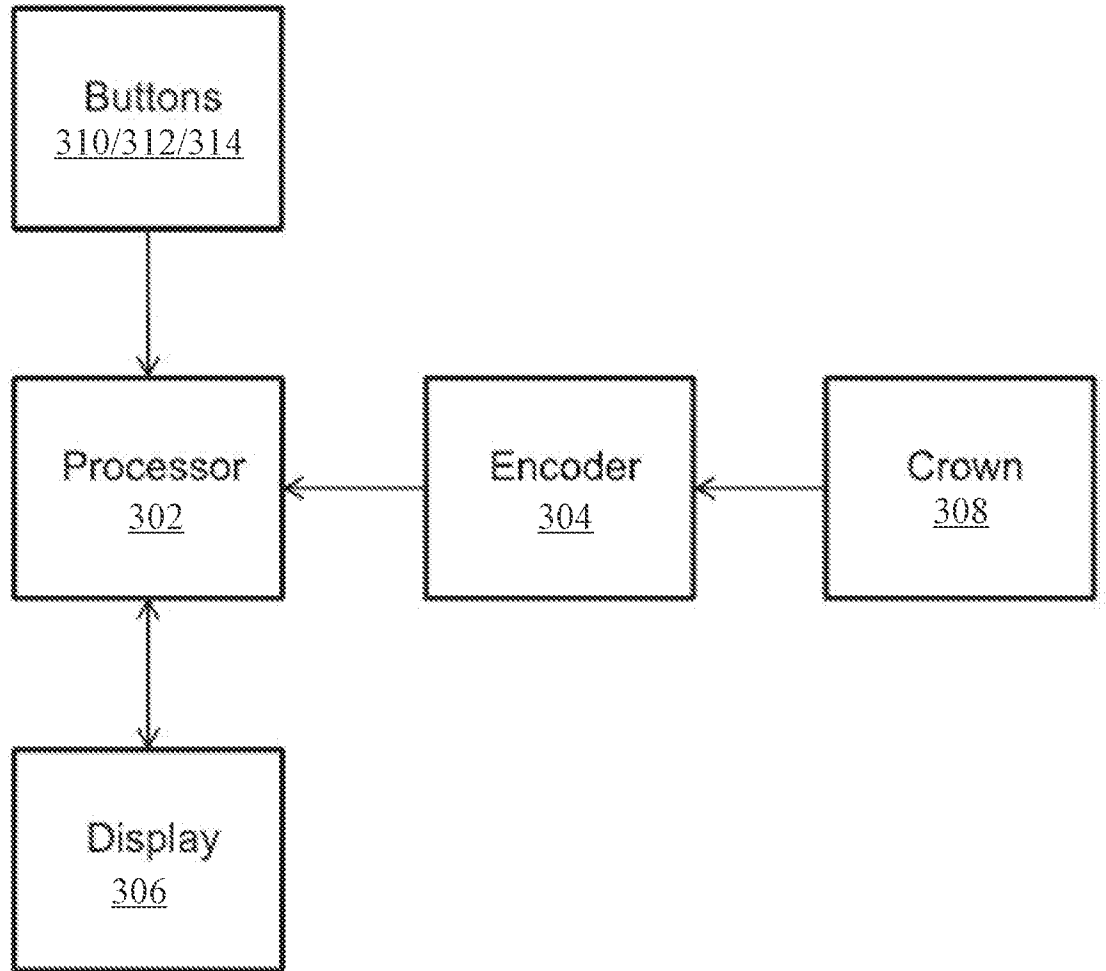 Buttons
310/312/314
Processor
302
Encoder
304
Crown
308
Display
306